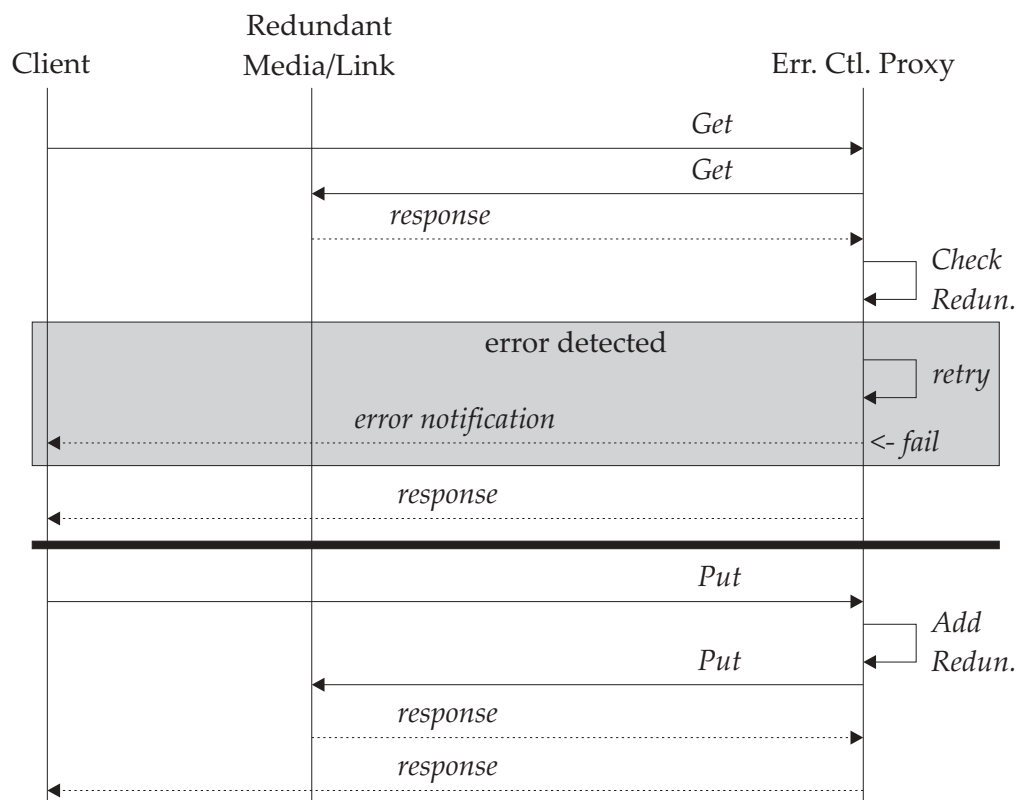 Redundant
Client
Media/Link
Err. Ctl. Proxy
Get
Get
response
Check
Redun.
error detected
retry
error notification
<- fail
response
Put
Add
Redun.
Put
response
response